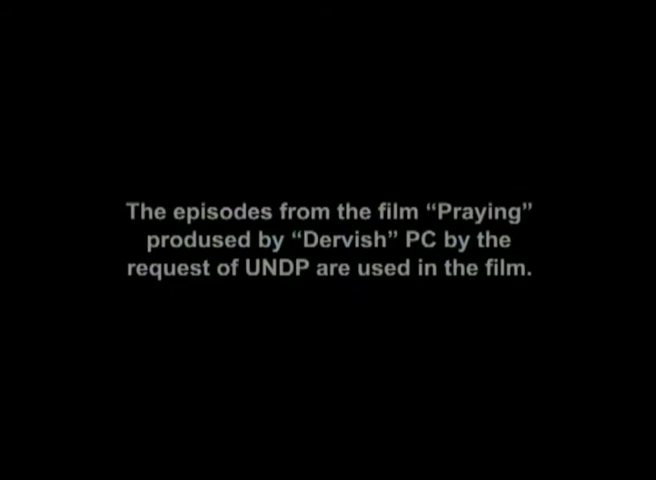 The episodes from the film “Praying”
prodused by “Dervish” PC by the
request of UNDP are used in the film.